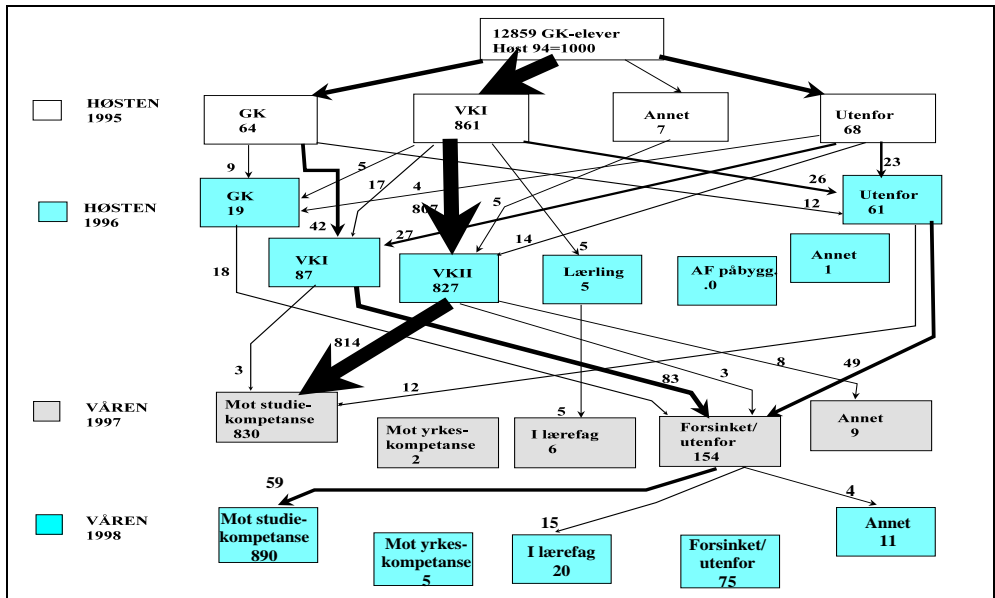 12859 GK-elever
Høst 94=1000
HØSTEN
1995
GK
64
VKI
861
Annet
7
Utenfor
68
9
5
17
4
5
26
12
23
HØSTEN
1996
GK
19
807
Utenfor
61
42
27
14
5
VKI
87
VKII
827
Lærling
5
AF påbygg.
.0
Annet
1
18
814
3
12
83
3
8
49
5
VÅREN
1997
Mot studie-
kompetanse
830
Mot yrkes-
kompetanse
2
I lærefag
6
Forsinket/
utenfor
154
Annet
9
59
15
4
VÅREN
1998
Mot studie-
kompetanse
890
Mot yrkes-
kompetanse
5
I lærefag
20
Forsinket/
utenfor
75
Annet
11